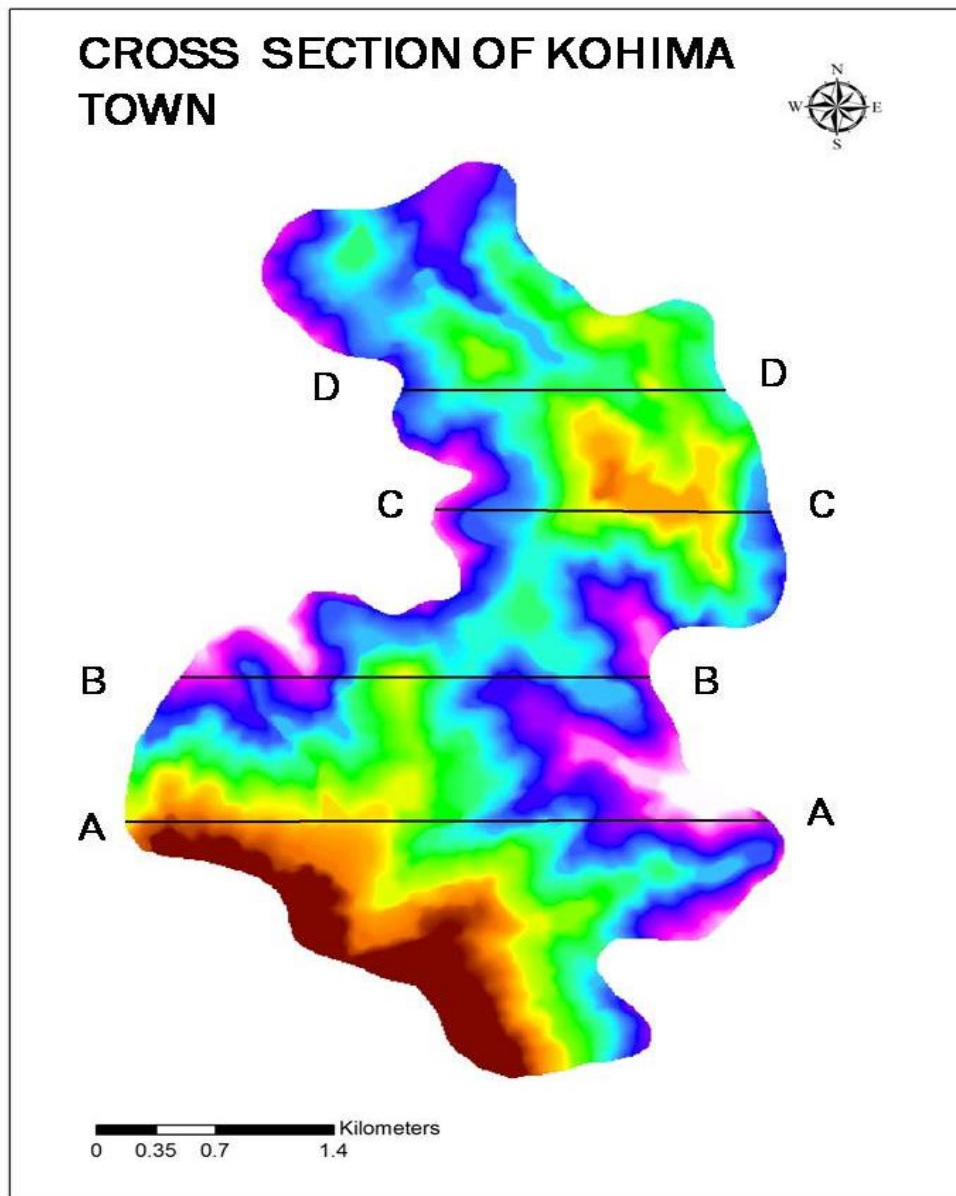 CROSS SECTION OF KOHIMA
TOWN
N
W E
S
D D
C C
B B
A A
Kilometers
0 0.35 0.7 1.4